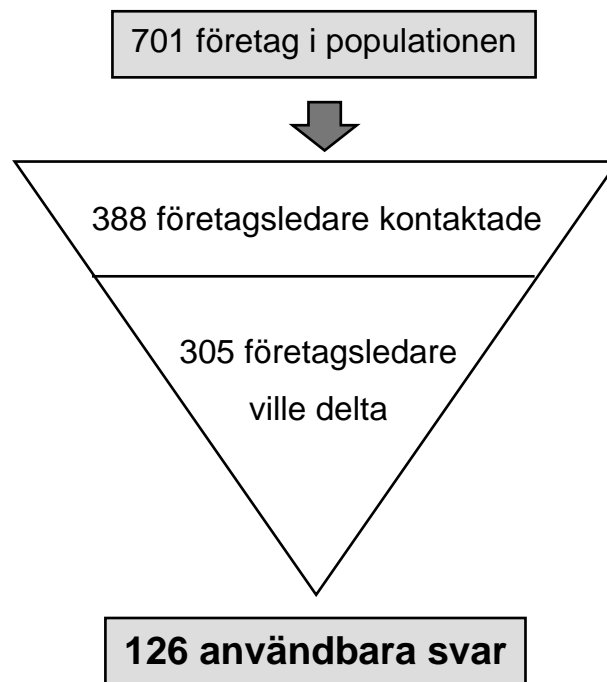 701 företag i populationen
388 företagsledare kontaktade
305 företagsledare
ville delta
126 användbara svar